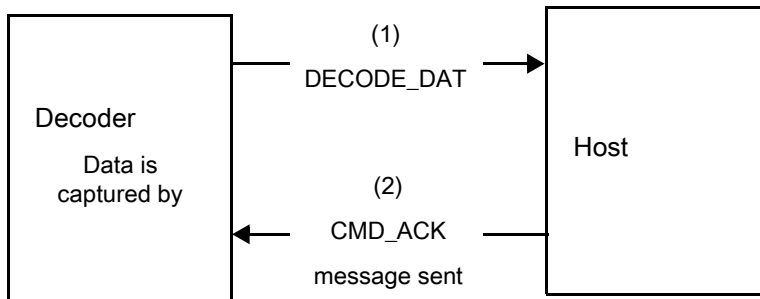 (1)
DECODE_DAT
Decoder
Data is
captured by
Host
(2)
CMD_ACK
message sent